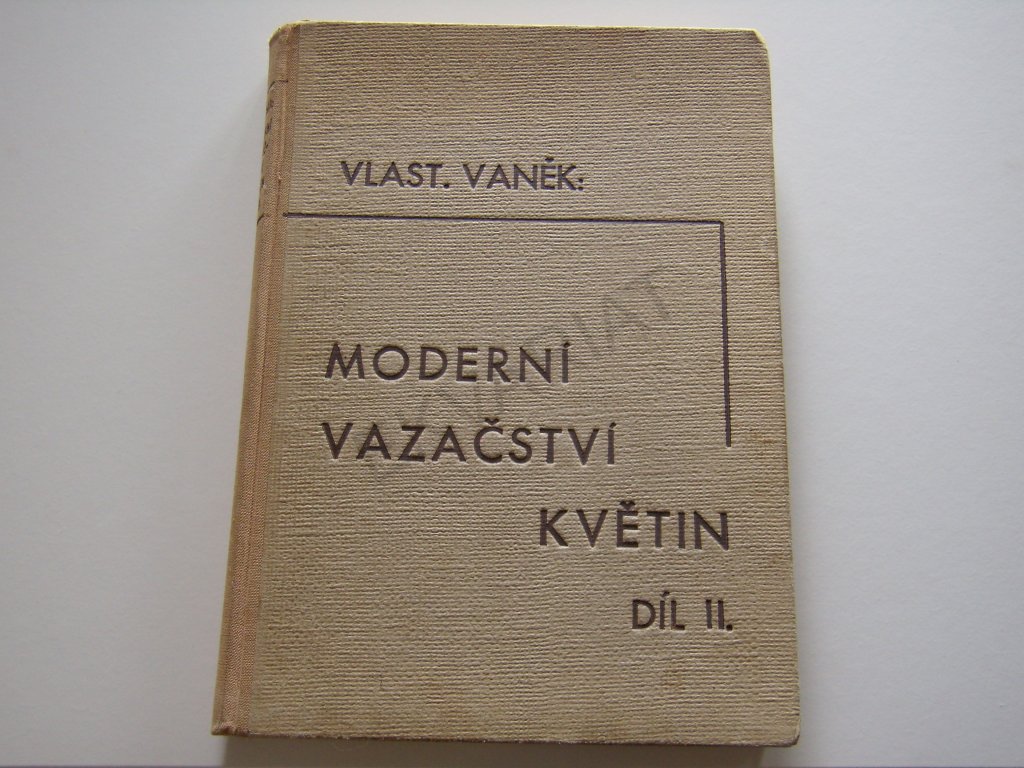 VLAST. VANĚK:
MODERNÍ
VAZAČSTVÍ
KVĚTIN
DÍL II.